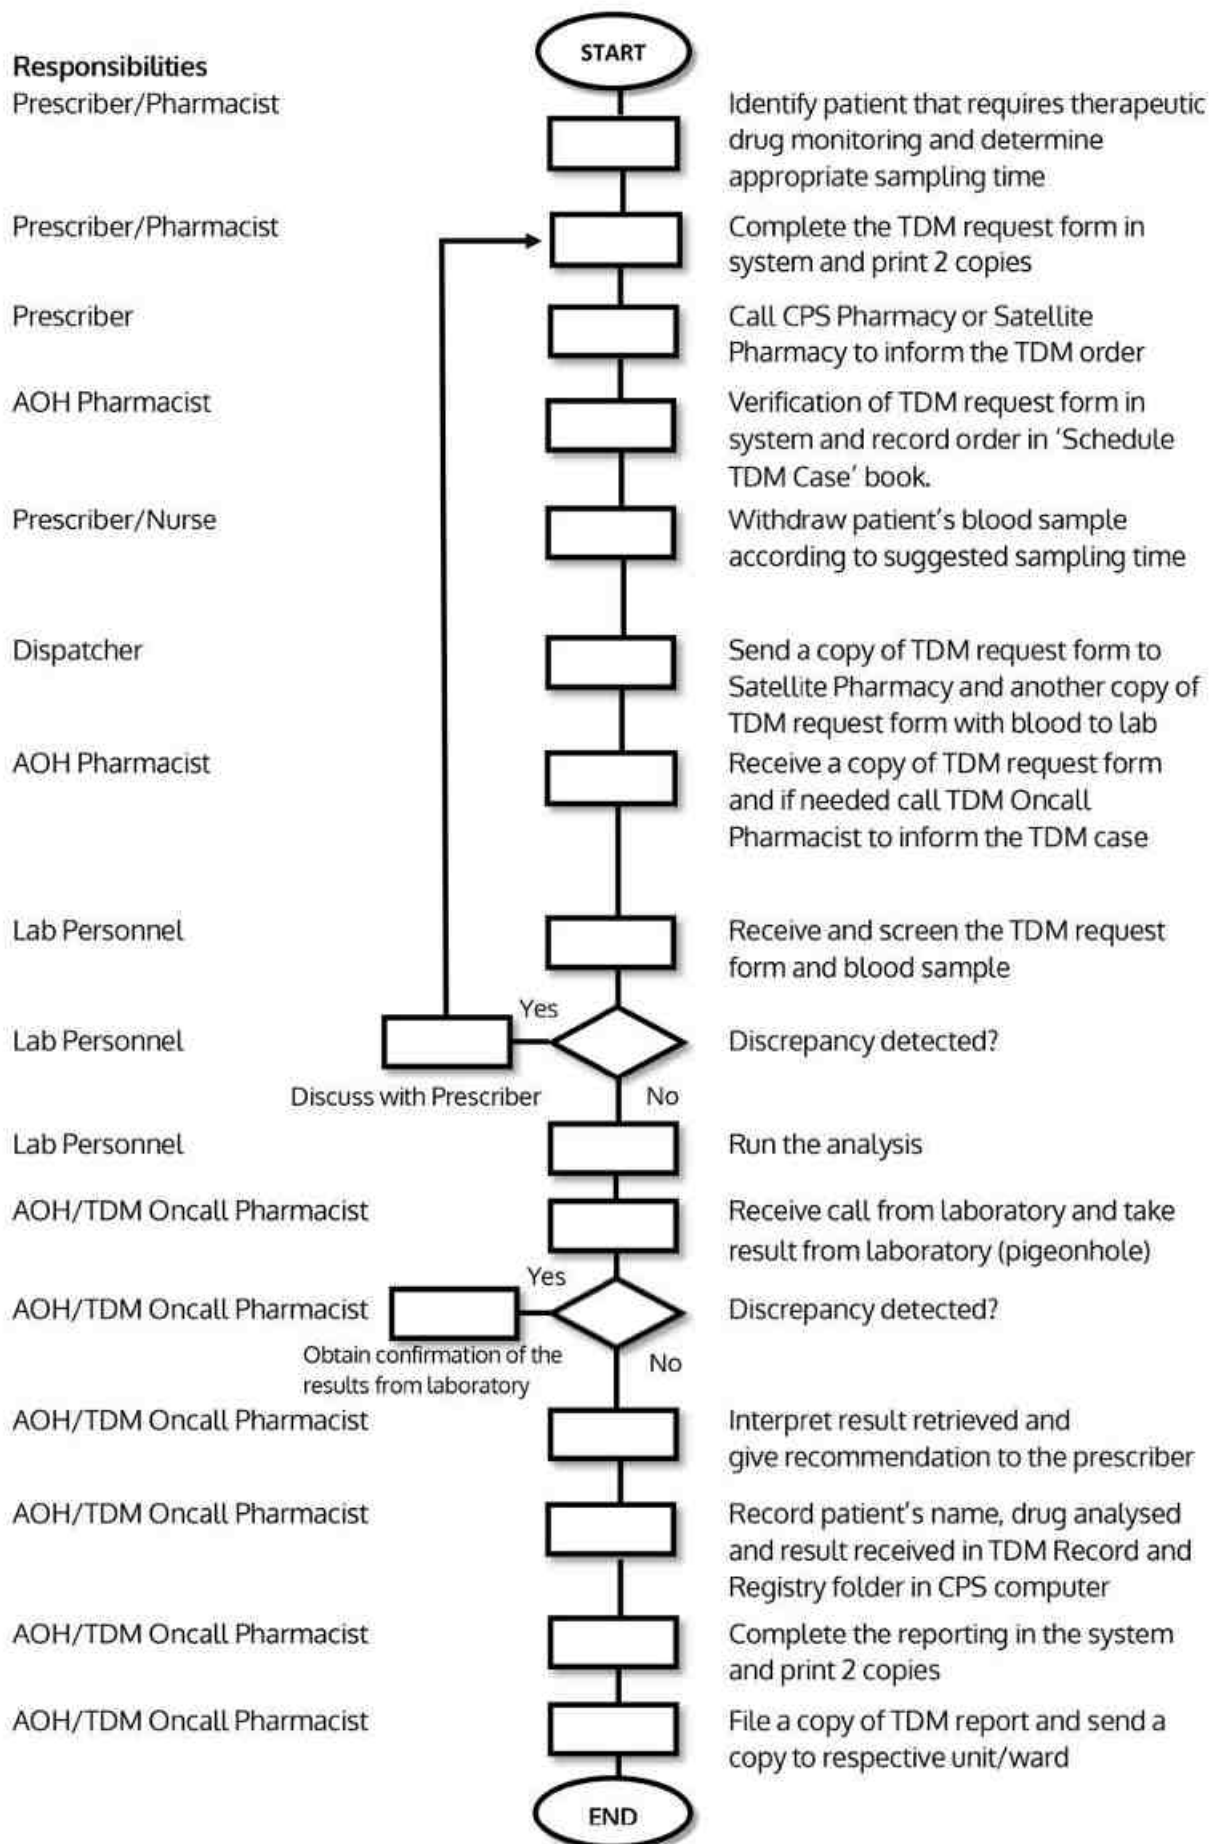 START
Responsibilities
Prescriber/Pharmacist
Identify patient that requires therapeutic
drug monitoring and determine
appropriate sampling time
Prescriber/Pharmacist
Complete the TDM request form in
system and print 2 copies
Prescriber
Call CPS Pharmacy or Satellite
Pharmacy to inform the TDM order
AOH Pharmacist
Verification of TDM request form in
system and record order in ‘Schedule
TDM Case’ book.
Prescriber/Nurse
Withdraw patient’s blood sample
according to suggested sampling time
Dispatcher
Send a copy of TDM request form to
Satellite Pharmacy and another copy of
TDM request form with blood to lab
AOH Pharmacist
Receive a copy of TDM request form
and if needed call TDM Oncall
Pharmacist to inform the TDM case
Lab Personnel
Receive and screen the TDM request
form and blood sample
Yes
Lab Personnel
Discrepancy detected?
Discuss with Prescriber
No
Lab Personnel
Run the analysis
AOH/TDM Oncall Pharmacist
Receive call from laboratory and take
result from laboratory (pigeonhole)
Yes
AOH/TDM Oncall Pharmacist
Discrepancy detected?
Obtain confirmation of the
results from laboratory
No
AOH/TDM Oncall Pharmacist
Interpret result retrieved and
give recommendation to the prescriber
AOH/TDM Oncall Pharmacist
Record patient’s name, drug analysed
and result received in TDM Record and
Registry folder in CPS computer
AOH/TDM Oncall Pharmacist
Complete the reporting in the system
and print 2 copies
AOH/TDM Oncall Pharmacist
File a copy of TDM report and send a
copy to respective unit/ward
END